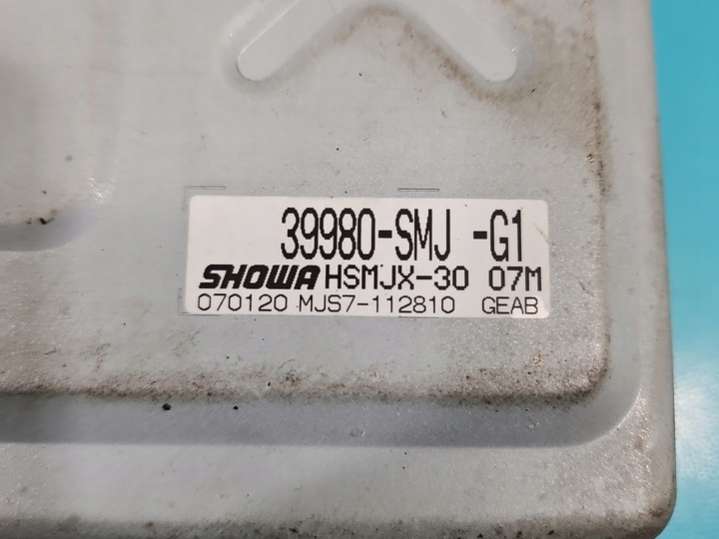 39980-SMJ -G1
SHOWA HSMJX-30 07M
070120 MJS7-112810 GEAB